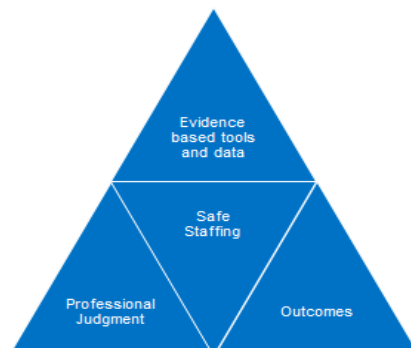 Evidence
based tools
and data
Safe
Staffing
Professional
Judgment
Outcomes